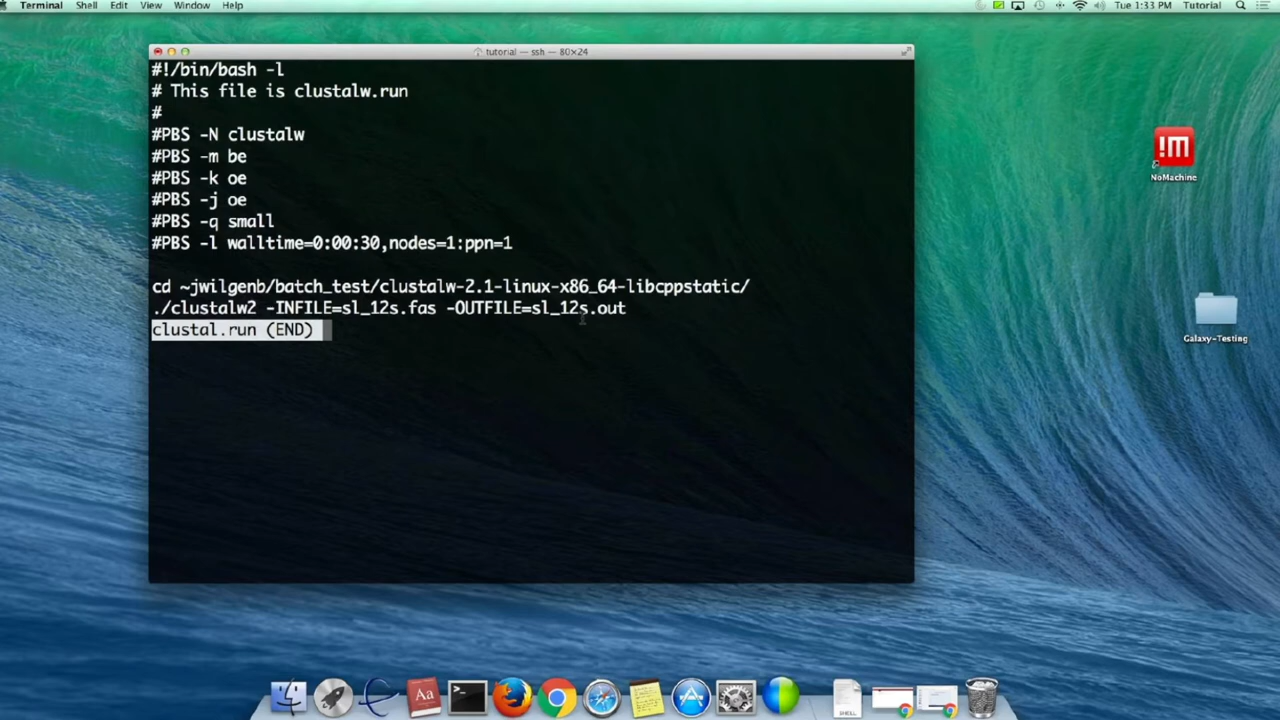 Terminal Shell Edit View Window Help
Tue 1:33 PM Tutorial
tutorial — ssh — 80×24
#!/bin/bash -l
# This file is clustalw.run
#
#PBS -N clustalw
#PBS -m be
#PBS -k oe
#PBS -j oe
#PBS -q small
#PBS -l walltime=0:00:30,nodes=1:ppn=1
cd ~jwilgenb/batch_test/clustalw-2.1-linux-x86_64-libcppstatic/
./clustalw2 -INFILE=sl_12s.fas -OUTFILE=sl_12s.out
clustal.run (END)
!M
NoMachine
Galaxy-Testing
Aa
>_
SHELL